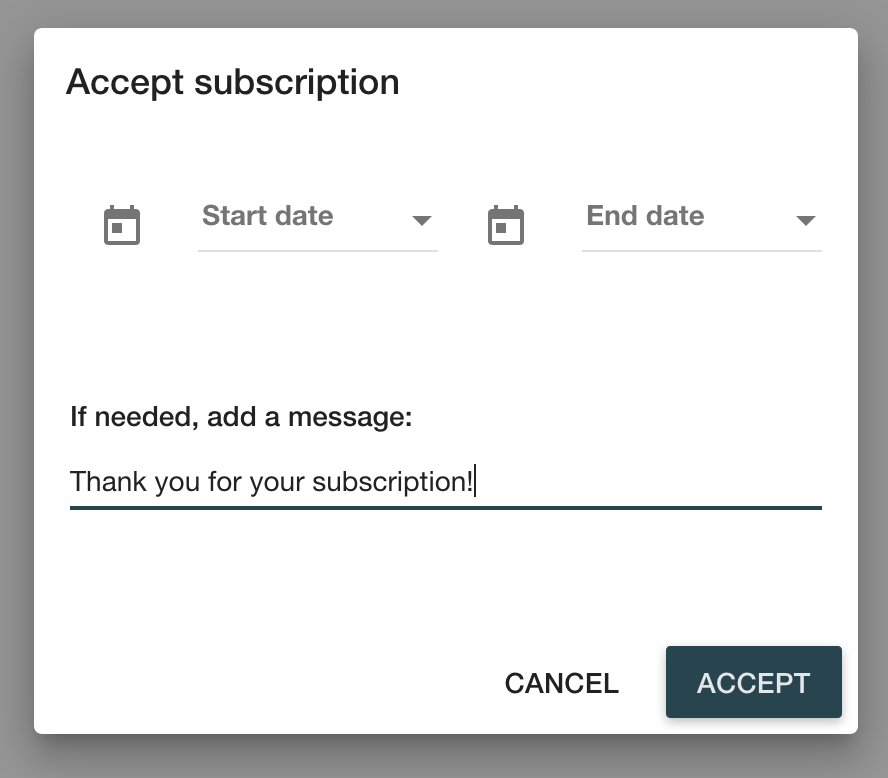 Accept subscription
Start date End date
If needed, add a message:
Thank you for your subscription!
CANCEL ACCEPT